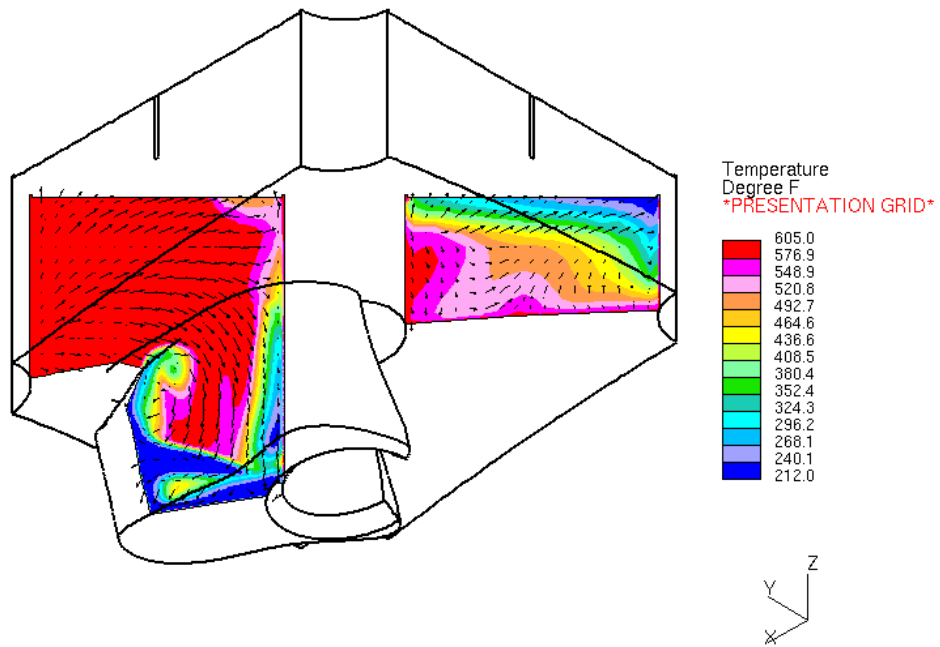 Temperature
Degree F
*PRESENTATION GRID*
605.0
576.9
548.9
520.8
492.7
464.6
436.6
408.5
380.4
352.4
324.3
296.2
268.1
240.1
212.0
Z
Y
X